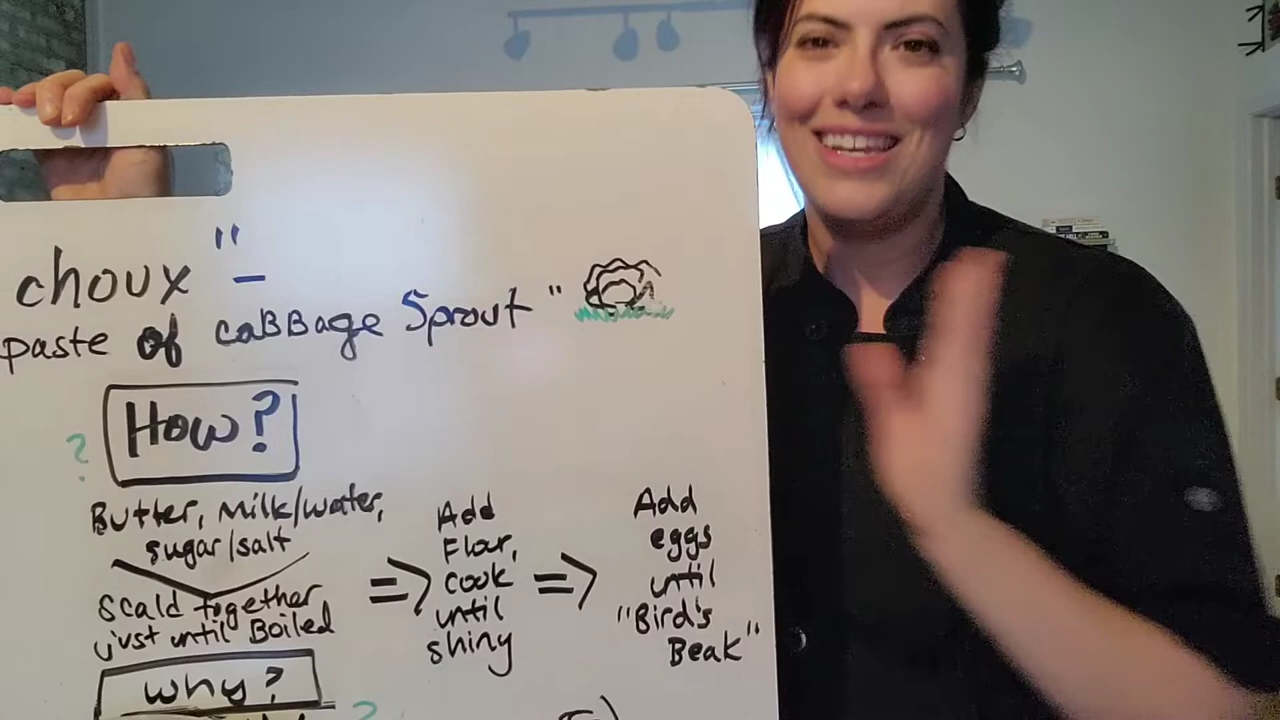 choux" -
paste of caBBage Sprout"
How?
?
Butter, milk/water,
sugar/salt
scald together,
just until Boiled
=>
Add
Flour,
cook
until
shiny
=>
Add
eggs
until
"Bird's
Beak"
why?
?